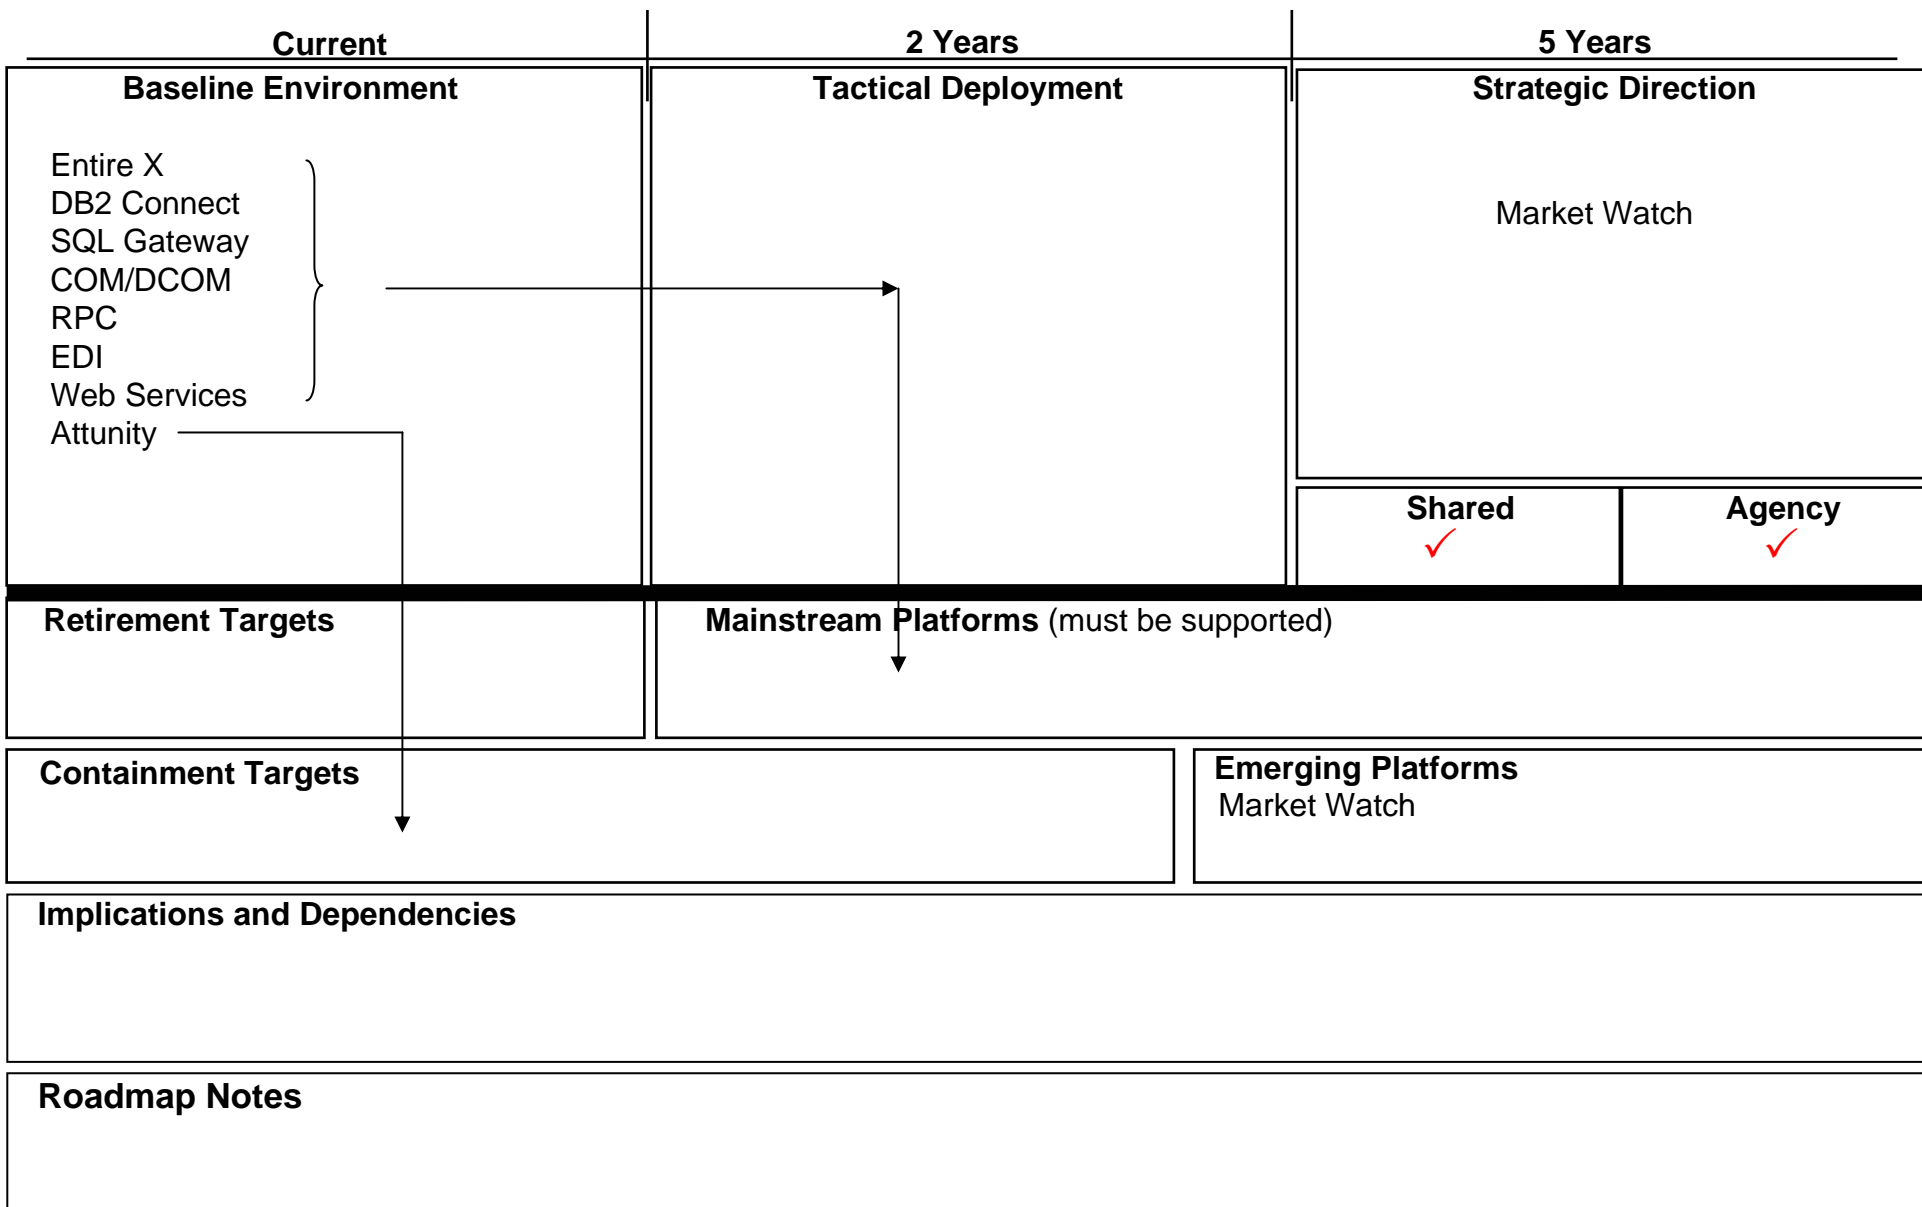 Current
2 Years
5 Years
Baseline Environment
Tactical Deployment
Strategic Direction
Entire X
DB2 Connect
SQL Gateway
COM/DCOM
RPC
EDI
Web Services
Attunity
Market Watch
Shared
Agency
Retirement Targets
Mainstream Platforms (must be supported)
Containment Targets
Emerging Platforms
Market Watch
Implications and Dependencies
Roadmap Notes